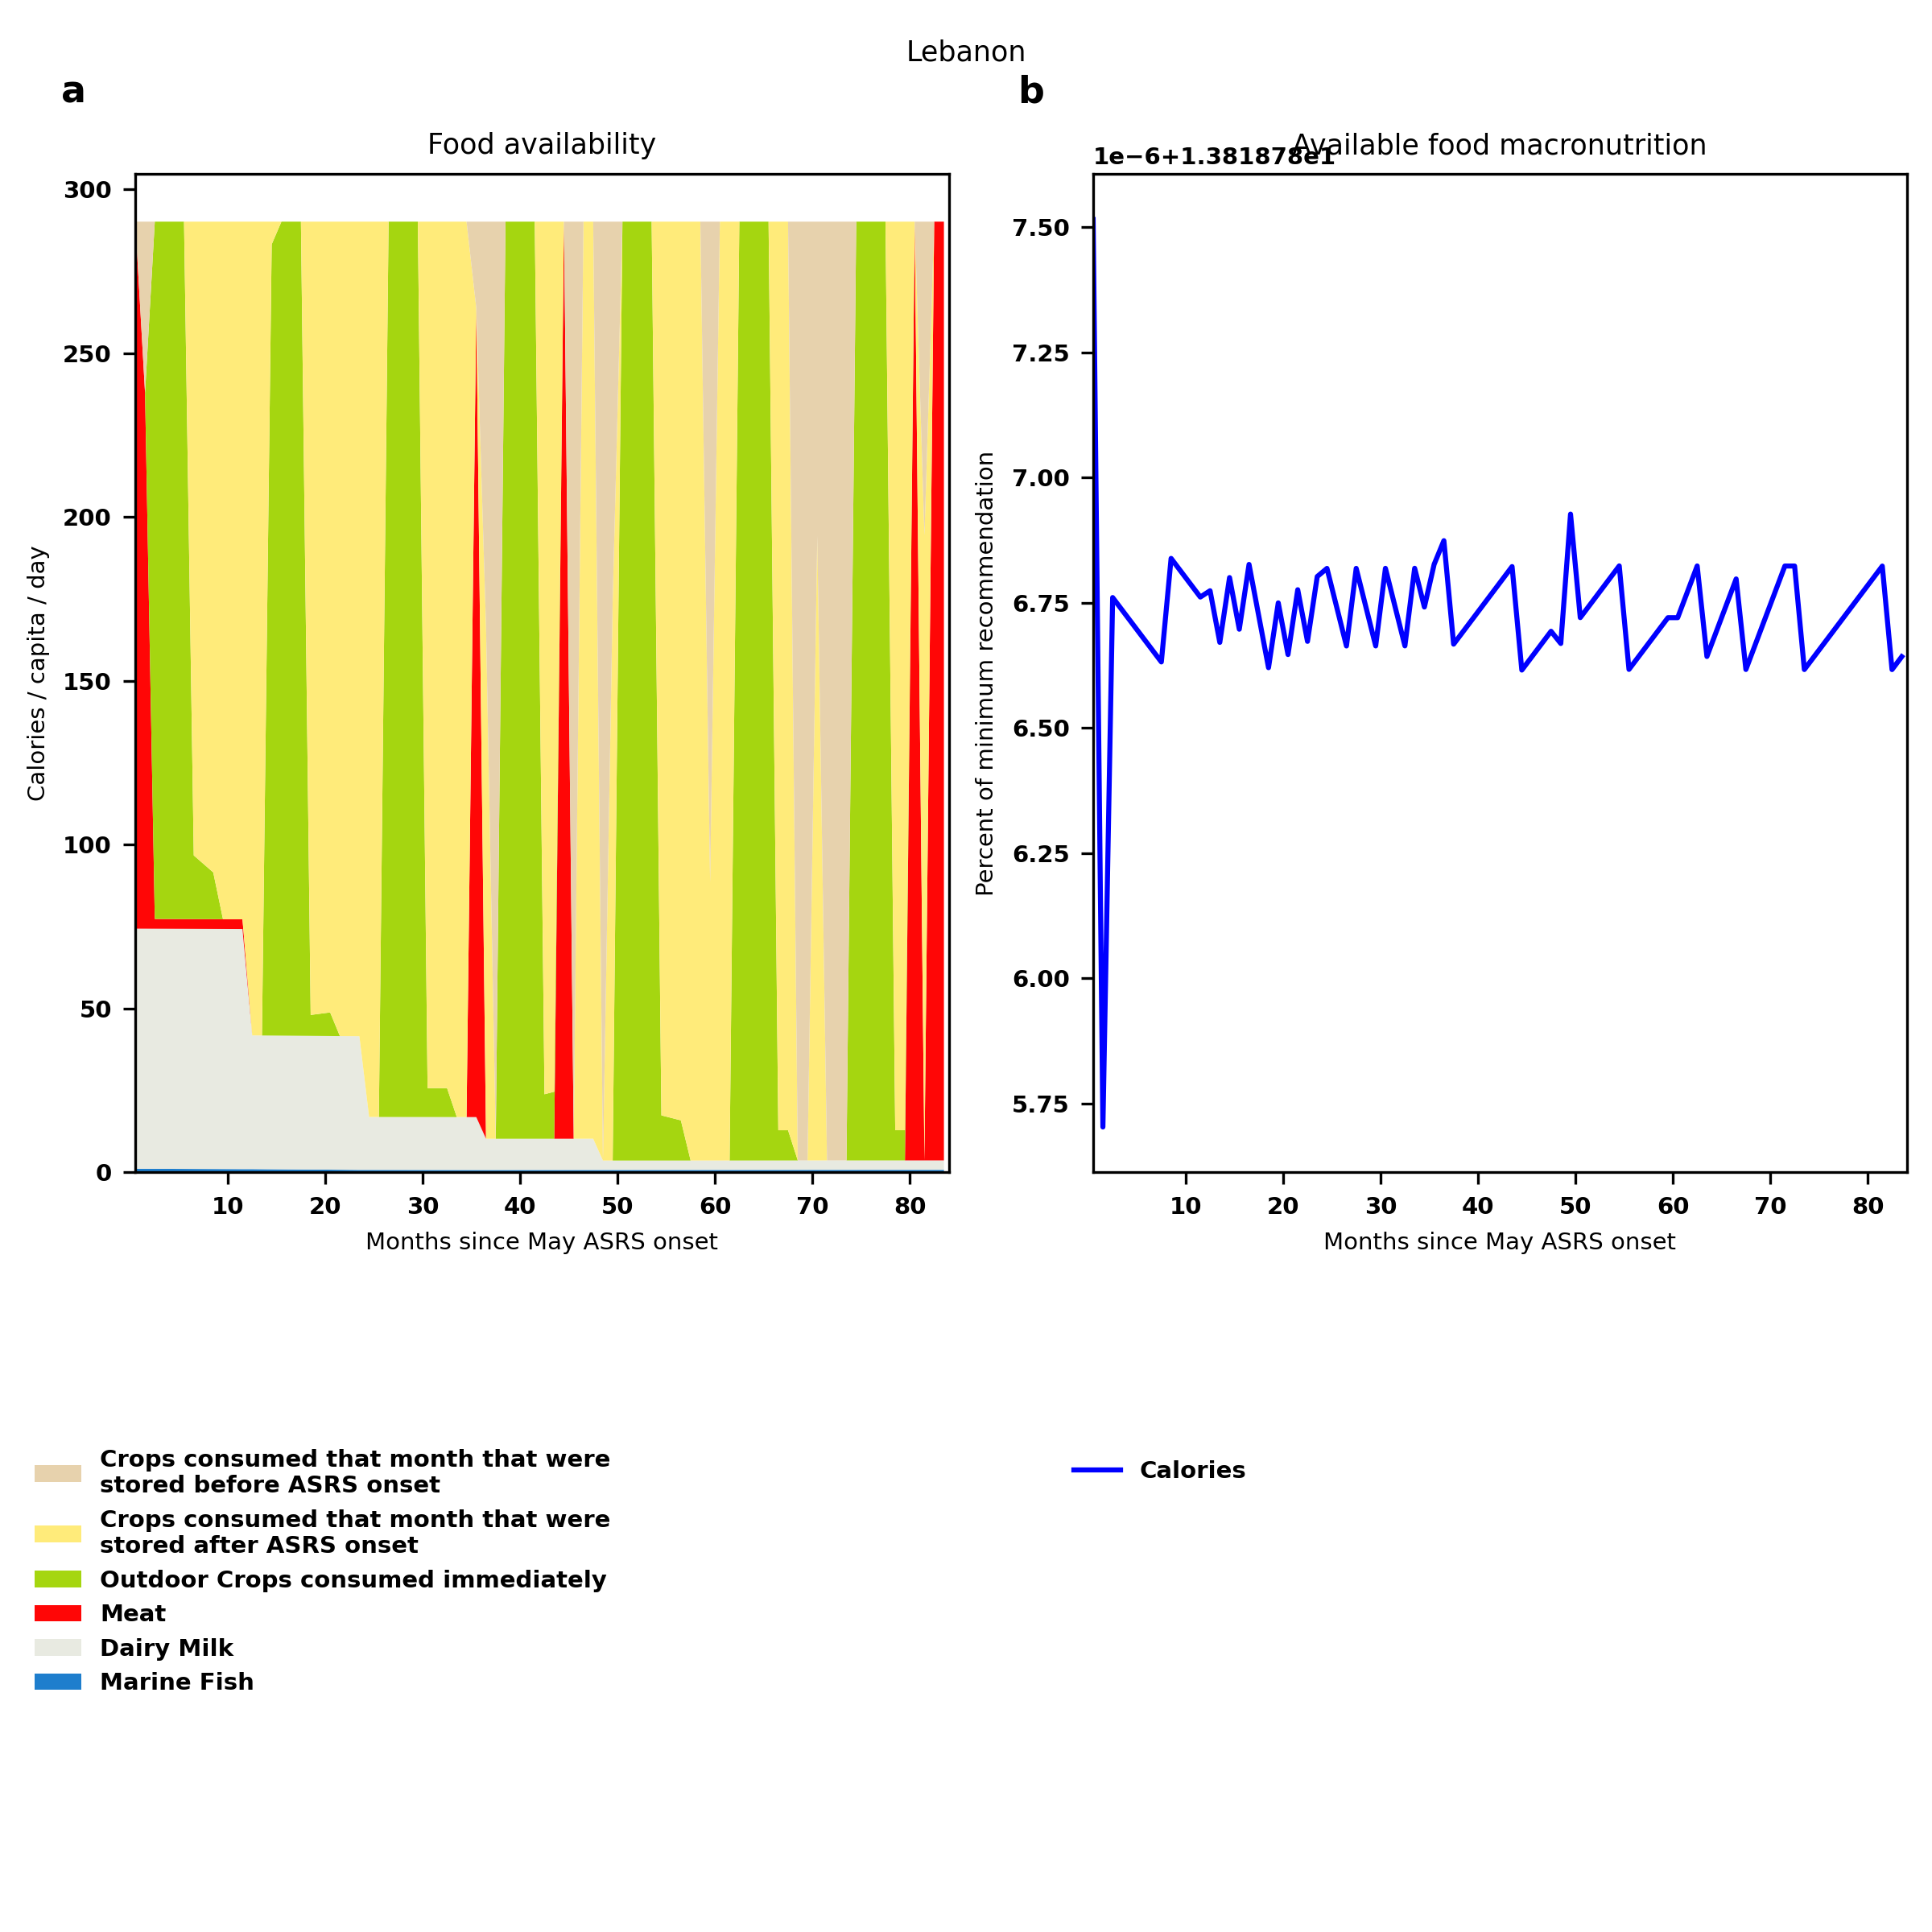 Lebanon
a
b
Food availability
Available food macronutrition
1e−6+1.381878e1
300
250
200
150
100
50
0
Calories / capita / day
10 20 30 40 50 60 70 80
Months since May ASRS onset
7.50
7.25
7.00
6.75
6.50
6.25
6.00
5.75
Percent of minimum recommendation
10 20 30 40 50 60 70 80
Months since May ASRS onset
Crops consumed that month that were
stored before ASRS onset
Crops consumed that month that were
stored after ASRS onset
Outdoor Crops consumed immediately
Meat
Dairy Milk
Marine Fish
Calories